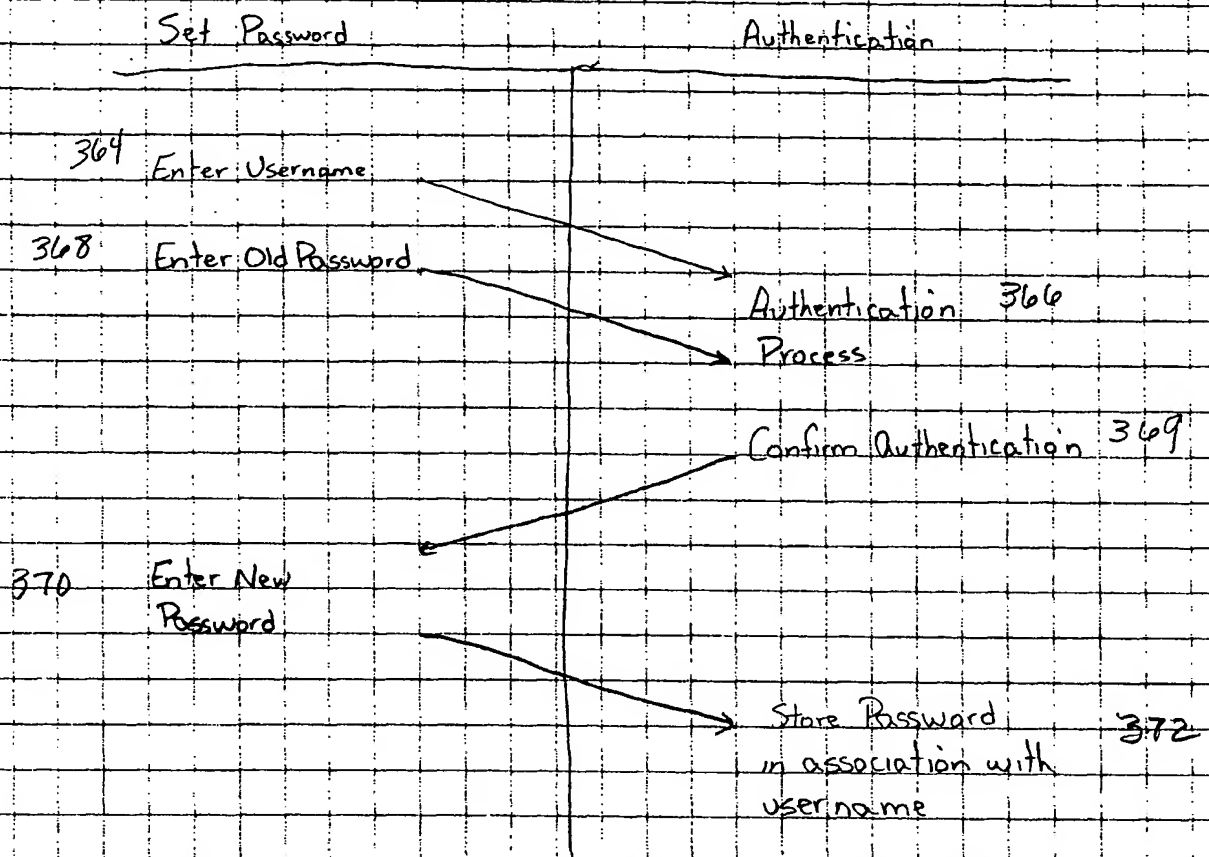 Set Password Authentication
364 Enter Username
368 Enter Old Password
Authentication 366
Process
Confirm Authentication 369
370 Enter New
Password
Store Password 372
in association with
username